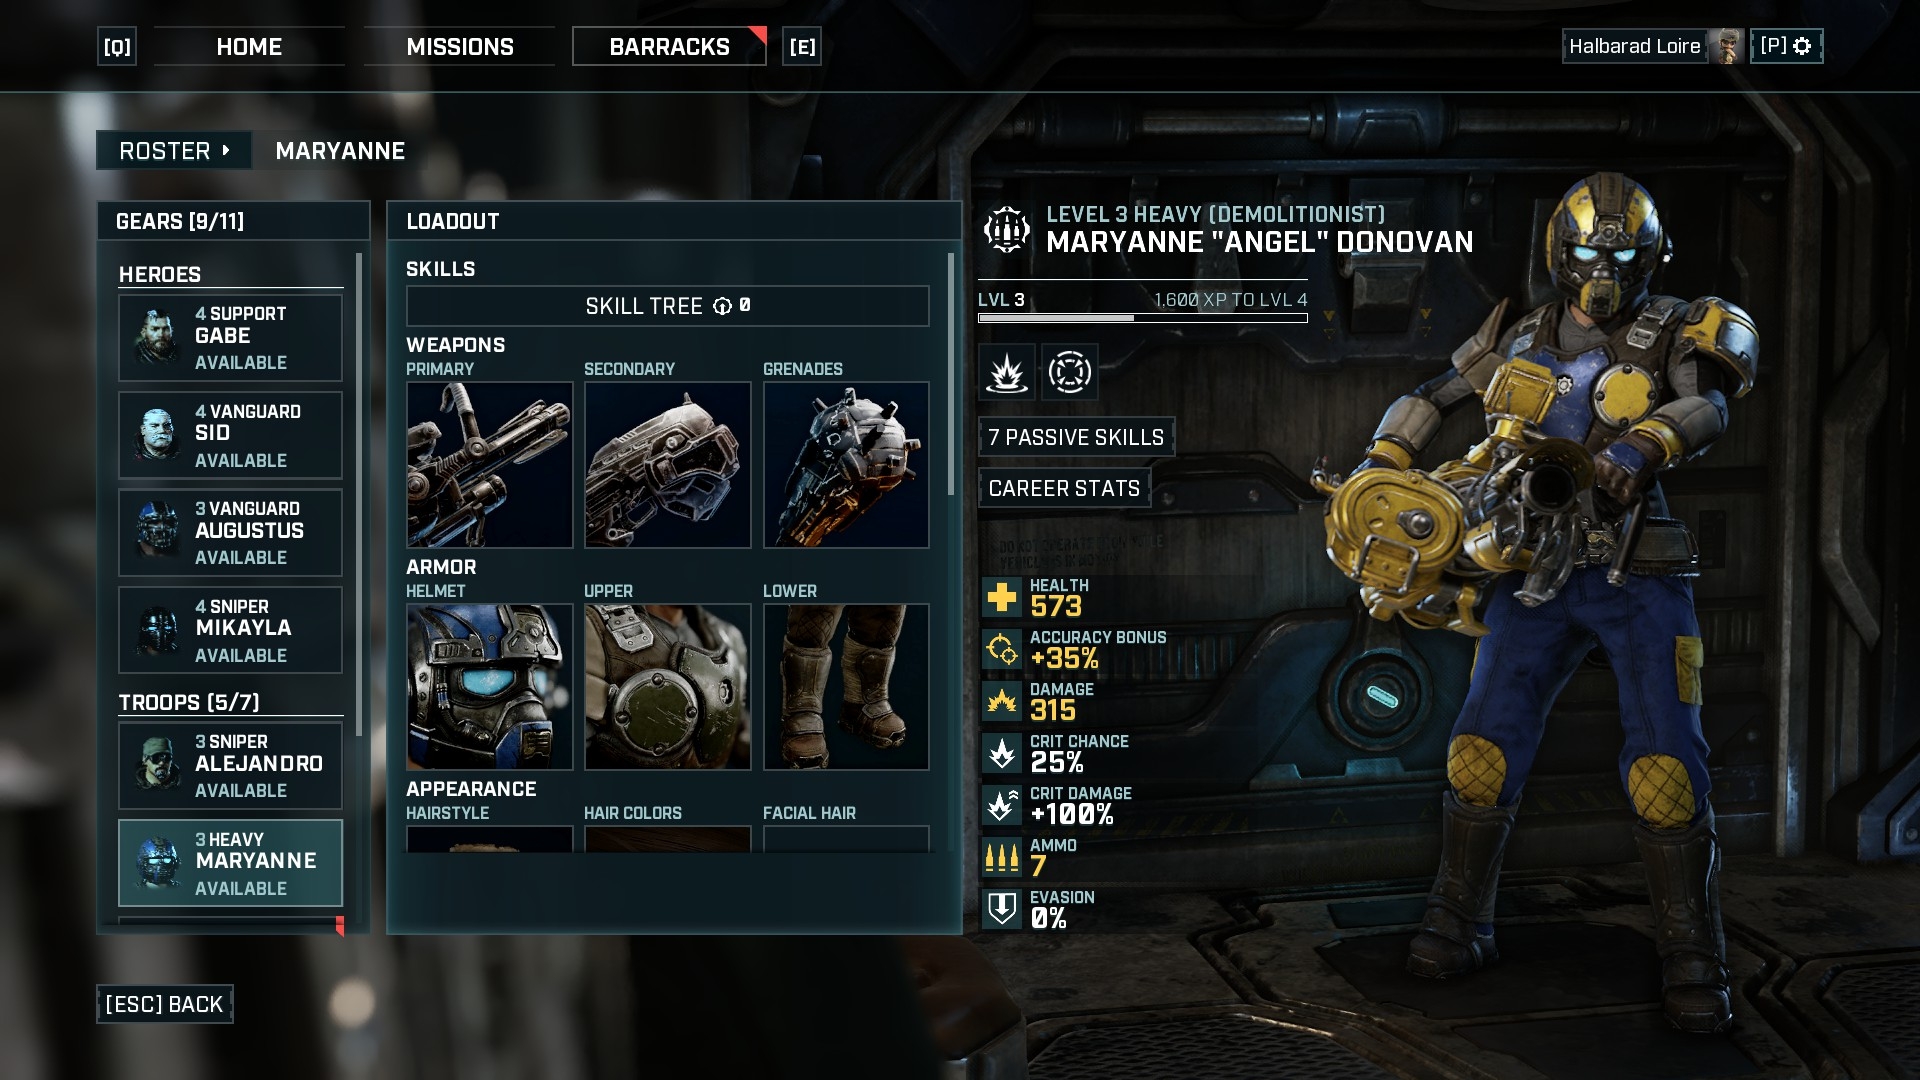 [Q]
HOME
MISSIONS
BARRACKS
[E]
Halbarad Loire
[P]
ROSTER
MARYANNE
GEARS [9/11]
HEROES
4 SUPPORT
GABE
AVAILABLE
4 VANGUARD
SID
AVAILABLE
3 VANGUARD
AUGUSTUS
AVAILABLE
4 SNIPER
MIKAYLA
AVAILABLE
TROOPS [5/7]
3 SNIPER
ALEJANDRO
AVAILABLE
3 HEAVY
MARYANNE
AVAILABLE
LOADOUT
SKILLS
SKILL TREE 0
WEAPONS
PRIMARY
SECONDARY
GRENADES
ARMOR
HELMET
UPPER
LOWER
APPEARANCE
HAIRSTYLE
HAIR COLORS
FACIAL HAIR
LEVEL 3 HEAVY [DEMOLITIONIST]
MARYANNE "ANGEL" DONOVAN
LVL 3
1,600 XP TO LVL 4
7 PASSIVE SKILLS
CAREER STATS
HEALTH
573
ACCURACY BONUS
+35%
DAMAGE
315
CRIT CHANCE
25%
CRIT DAMAGE
+100%
AMMO
7
EVASION
0%
[ESC] BACK